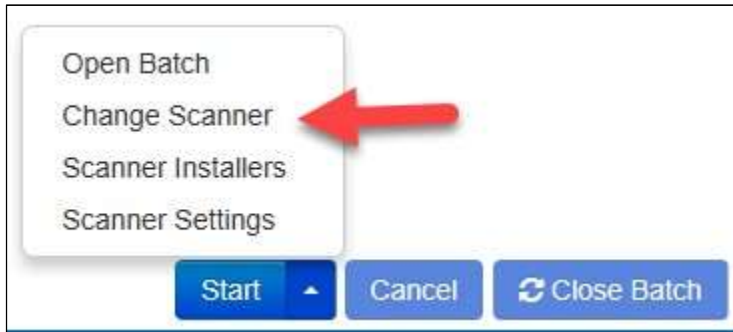 Open Batch
Change Scanner
Scanner Installers
Scanner Settings
Start Cancel Close Batch